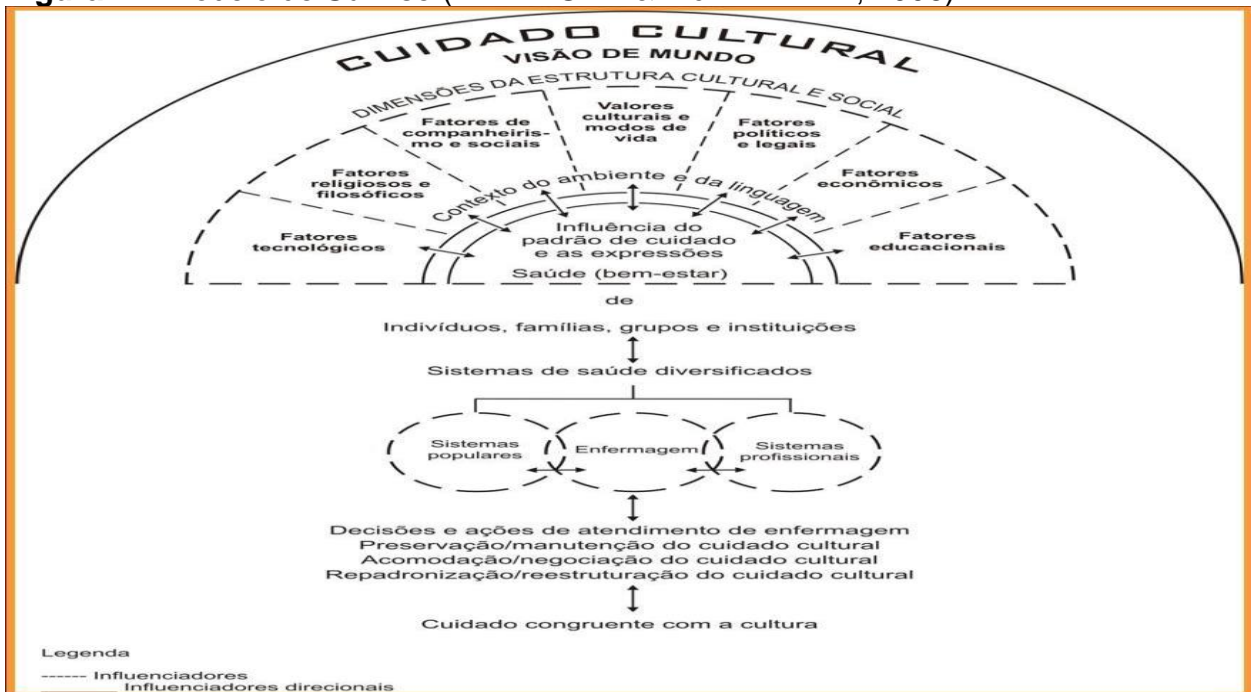 CUIDADO CULTURAL
VISÃO DE MUNDO
DIMENSÕES DA ESTRUTURA CULTURAL E SOCIAL
Fatores
tecnológicos
Fatores
religiosos e
filosóficos
Fatores de
companheiris-
mo e sociais
Valores
culturais e
modos de
vida
Fatores
políticos
e legais
Fatores
econômicos
Fatores
educacionais
Contexto do ambiente e da linguagem
Influência do
padrão de cuidado
e as expressões
Saúde (bem-estar)
de
Indivíduos, famílias, grupos e instituições
Sistemas de saúde diversificados
Sistemas
populares
Enfermagem
Sistemas
profissionais
Decisões e ações de atendimento de enfermagem
Preservação/manutenção do cuidado cultural
Acomodação/negociação do cuidado cultural
Repadronização/reestruturação do cuidado cultural
Cuidado congruente com a cultura
Legenda
------ Influenciadores
Influenciadores direcionais